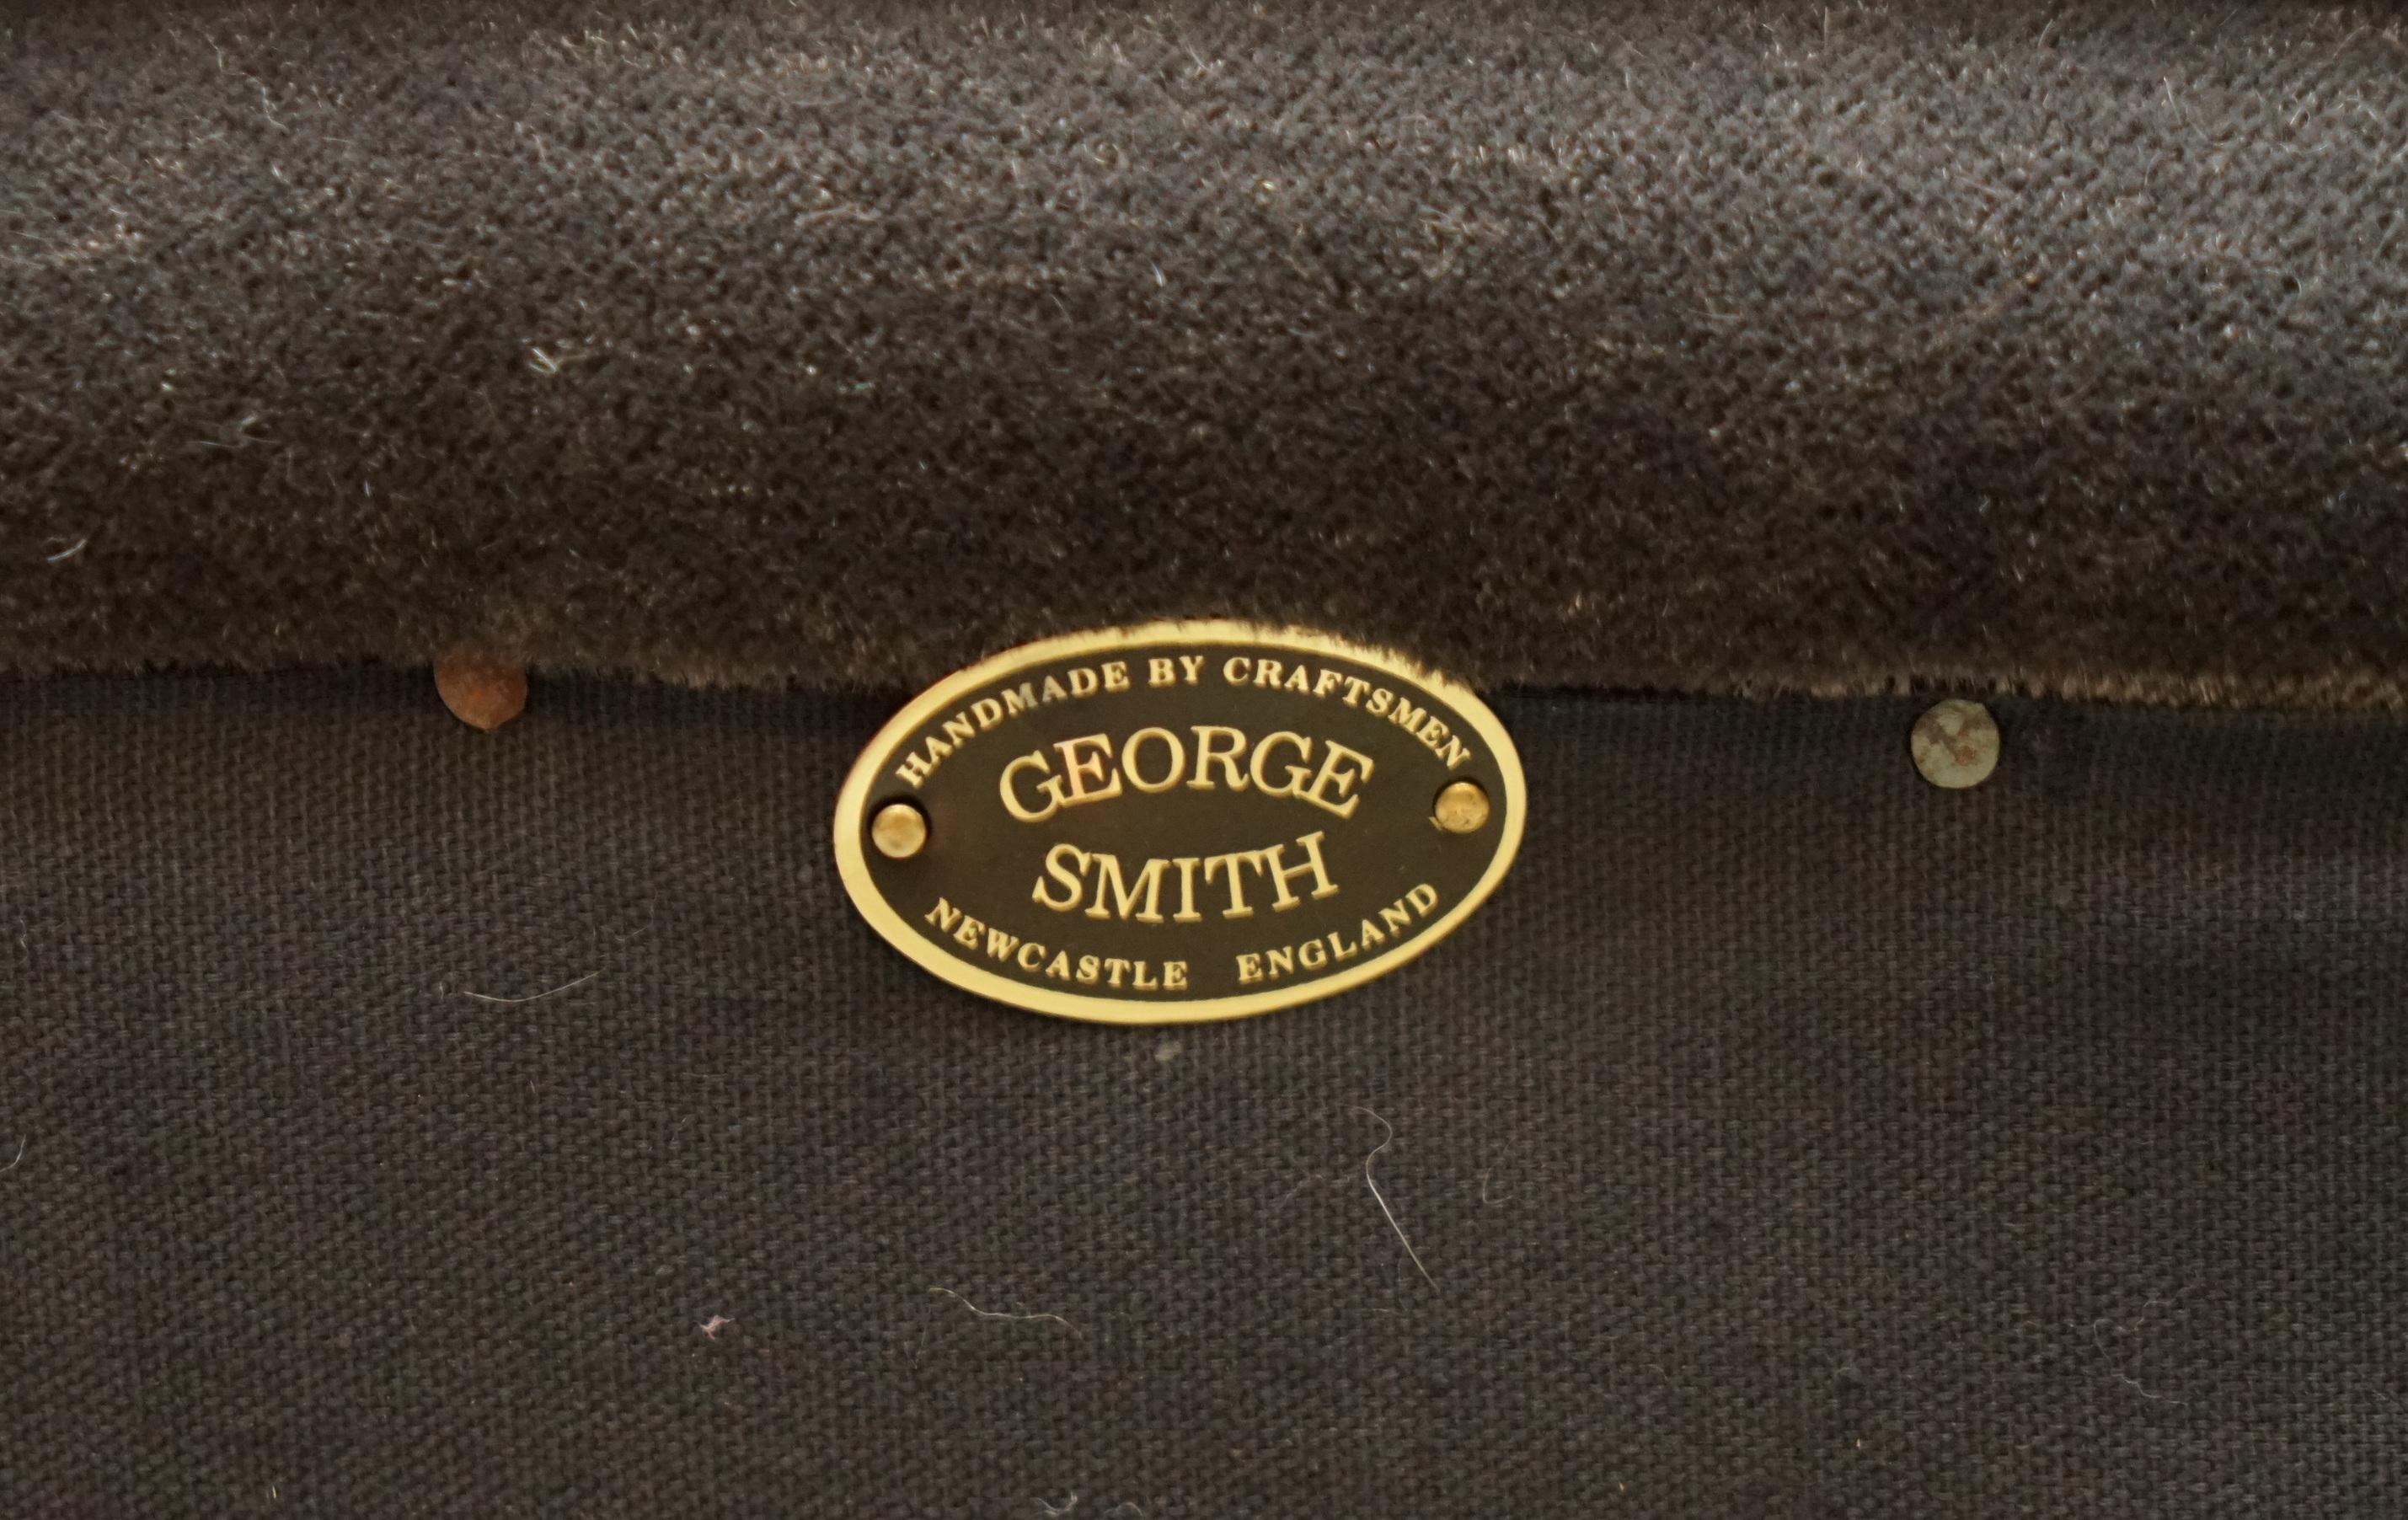 HANDMADE BY CRAFTSMEN
GEORGE
SMITH
NEWCASTLE ENGLAND